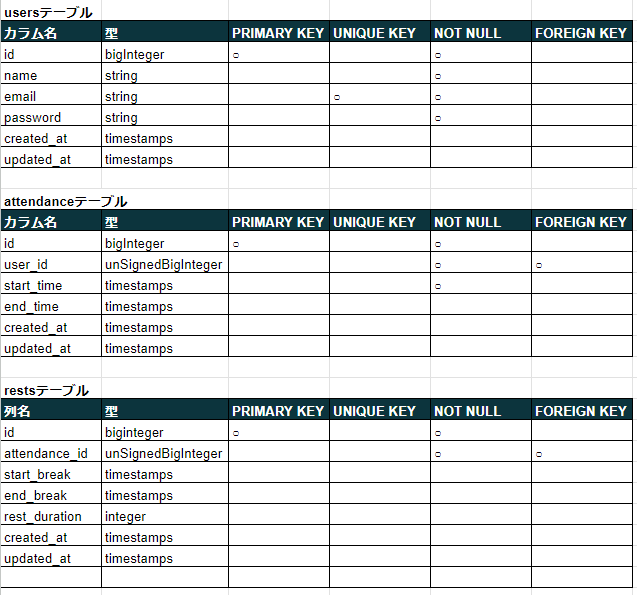 usersテーブル
カラム名 型 PRIMARY KEY UNIQUE KEY NOT NULL FOREIGN KEY
id bigInteger ○ ○
name string ○
email string ○ ○
password string ○
created_at timestamps
updated_at timestamps
attendanceテーブル
カラム名 型 PRIMARY KEY UNIQUE KEY NOT NULL FOREIGN KEY
id bigInteger ○ ○
user_id unSignedBigInteger ○ ○
start_time timestamps ○
end_time timestamps
created_at timestamps
updated_at timestamps
restsテーブル
列名 型 PRIMARY KEY UNIQUE KEY NOT NULL FOREIGN KEY
id biginteger ○ ○
attendance_id unSignedBigInteger ○ ○
start_break timestamps
end_break timestamps
rest_duration integer
created_at timestamps
updated_at timestamps